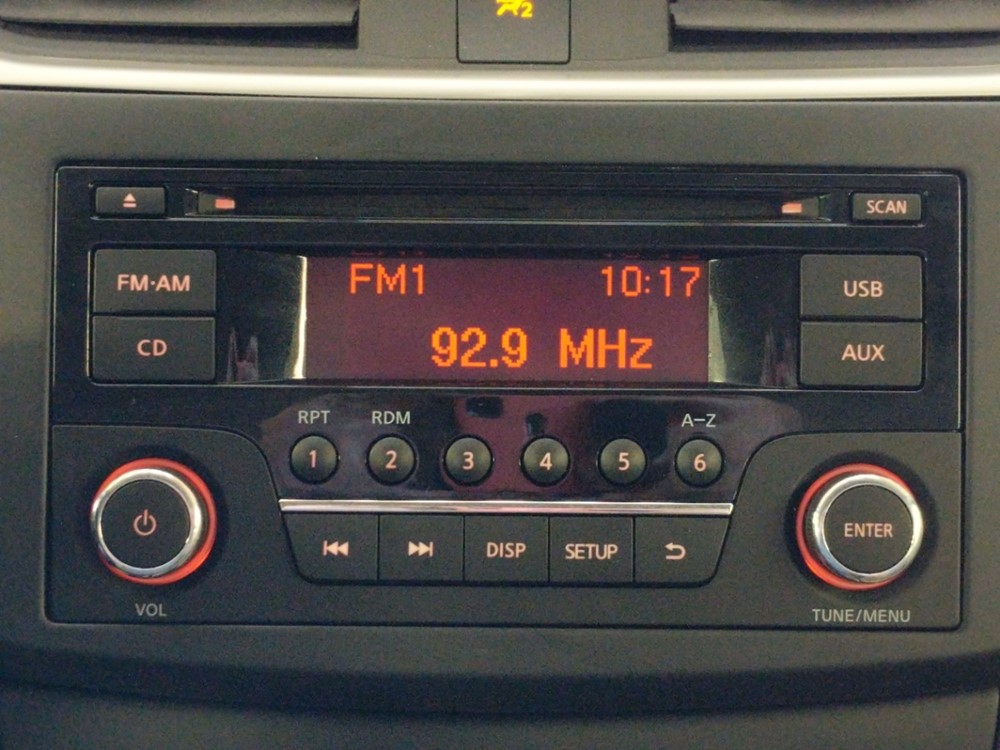 2
SCAN
FM·AM
FM1 10:17
USB
92.9 MHz
CD
AUX
RPT RDM A–Z
1 2 3 4 5 6
ENTER
DISP SETUP
VOL
TUNE/MENU